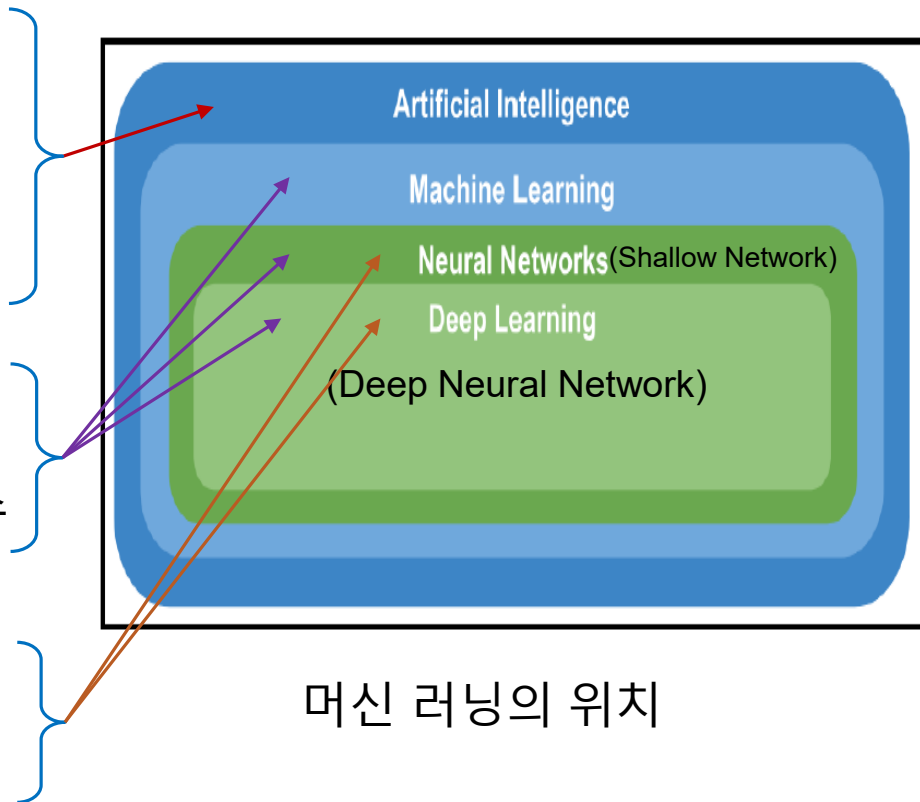 Artificial Intelligence
Machine Learning
Neural Networks(Shallow Network)
Deep Learning
(Deep Neural Network)
머신 러닝의 위치